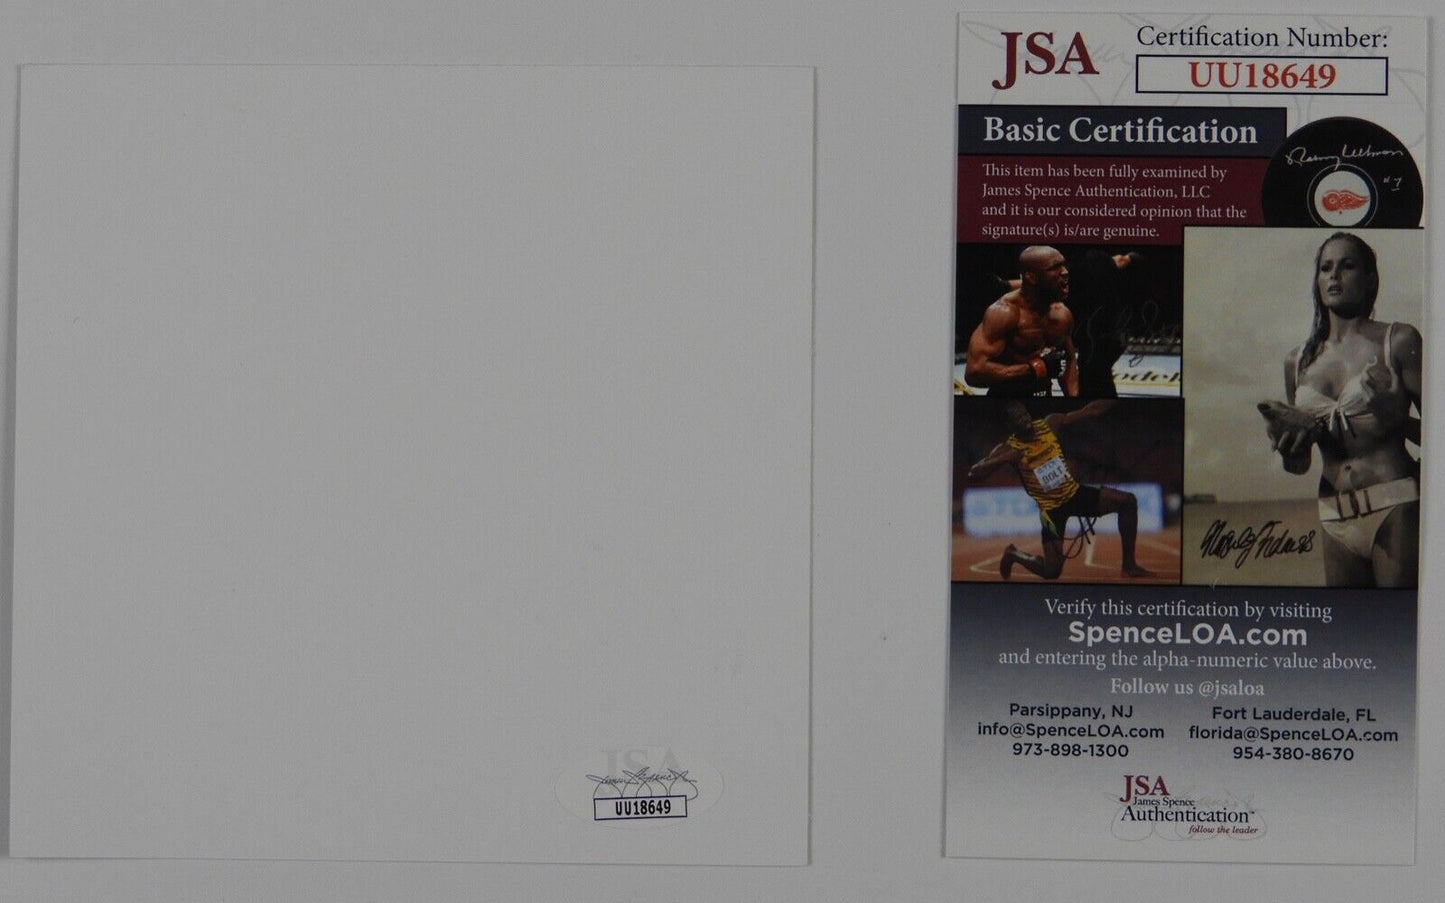 JSA
UU18649
JSA
Certification Number:
UU18649
Basic Certification
This item has been fully examined by
James Spence Authentication, LLC
and it is our considered opinion that the
signature(s) is/are genuine.
#7
BOLT
Verify this certification by visiting
SpenceLOA.com
and entering the alpha-numeric value above.
Follow us @jsaloa
Parsippany, NJ
info@SpenceLOA.com
973-898-1300
Fort Lauderdale, FL
florida@SpenceLOA.com
954-380-8670
JSA
James Spence
Authentication
follow the leader